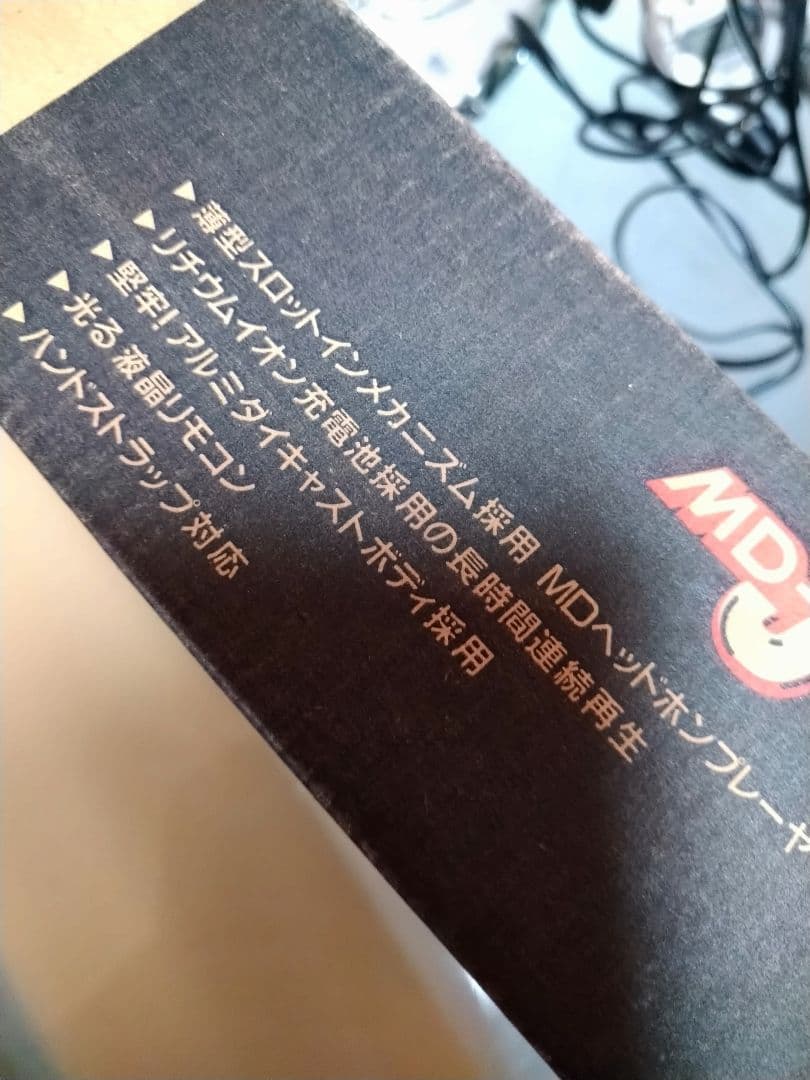 ▶薄型スロットインメカニズム採用 MDヘッドホンプレーヤ
▶リチウムイオン充電池採用の長時間連続再生
▶堅牢!アルミダイキャストボディ採用
▶光る液晶リモコン
▶ハンドストラップ対応
MD